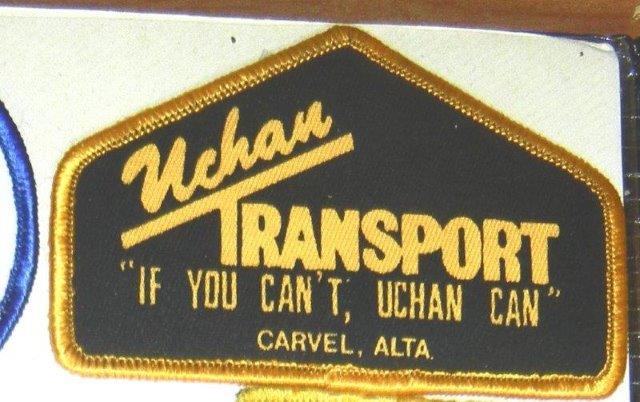 Uchan
TRANSPORT
"IF YOU CAN'T, UCHAN CAN"
CARVEL, ALTA.